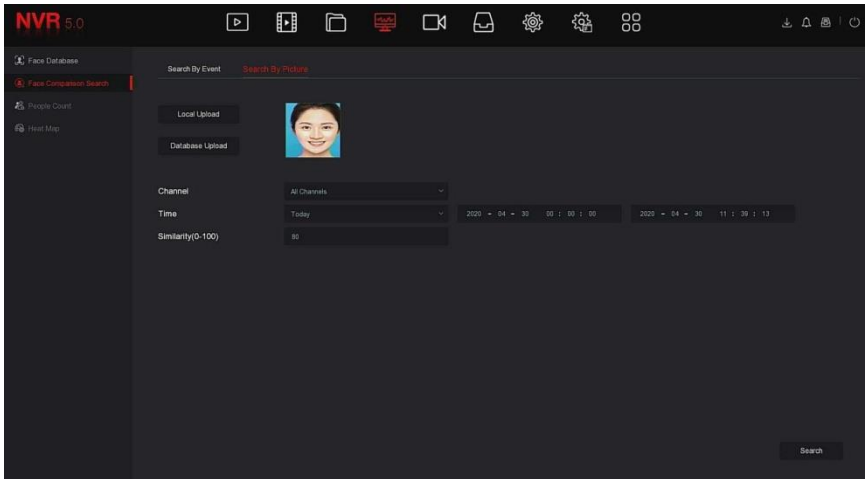 NVR 5.0
Face Database
Face Comparison Search
People Count
Heat Map
Search By Event Search By Picture
Local Upload
Database Upload
Channel All Channels
Time Today 2020 - 04 - 30 00 : 00 : 00 2020 - 04 - 30 11 : 39 : 13
Similarity(0-100) 80
Search